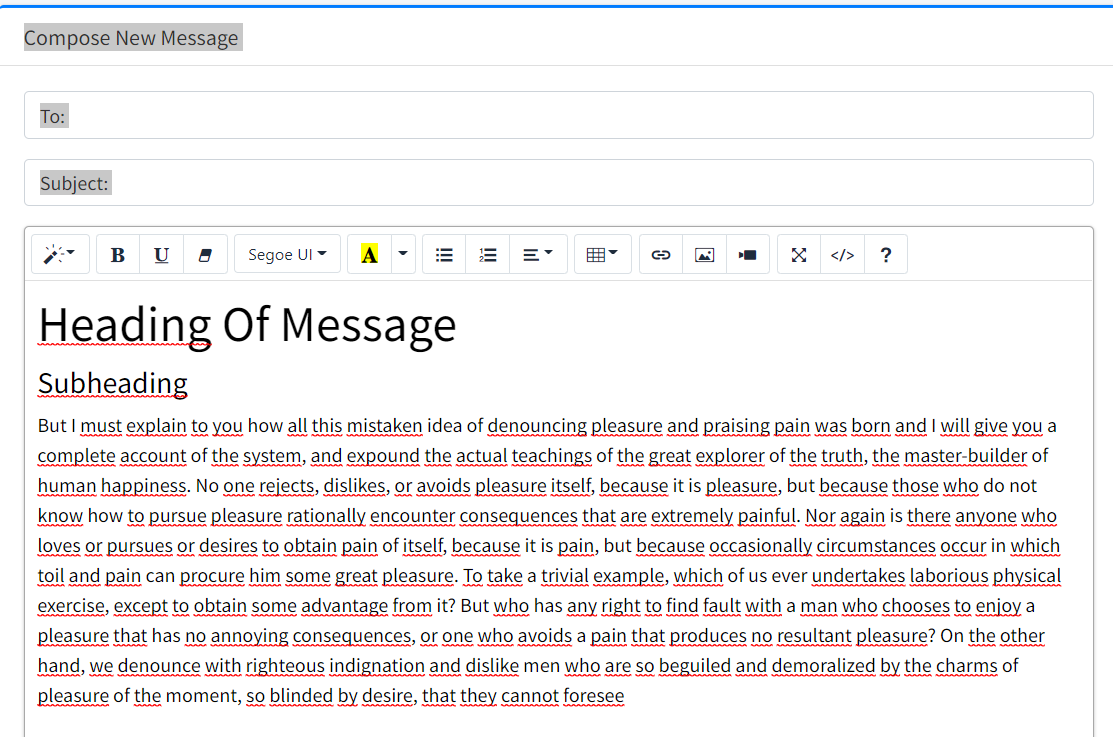 Compose New Message
To:
Subject:
B U Segoe UI A </> ?
Heading Of Message
Subheading
But I must explain to you how all this mistaken idea of denouncing pleasure and praising pain was born and I will give you a
complete account of the system, and expound the actual teachings of the great explorer of the truth, the master-builder of
human happiness. No one rejects, dislikes, or avoids pleasure itself, because it is pleasure, but because those who do not
know how to pursue pleasure rationally encounter consequences that are extremely painful. Nor again is there anyone who
loves or pursues or desires to obtain pain of itself, because it is pain, but because occasionally circumstances occur in which
toil and pain can procure him some great pleasure. To take a trivial example, which of us ever undertakes laborious physical
exercise, except to obtain some advantage from it? But who has any right to find fault with a man who chooses to enjoy a
pleasure that has no annoying consequences, or one who avoids a pain that produces no resultant pleasure? On the other
hand, we denounce with righteous indignation and dislike men who are so beguiled and demoralized by the charms of
pleasure of the moment, so blinded by desire, that they cannot foresee